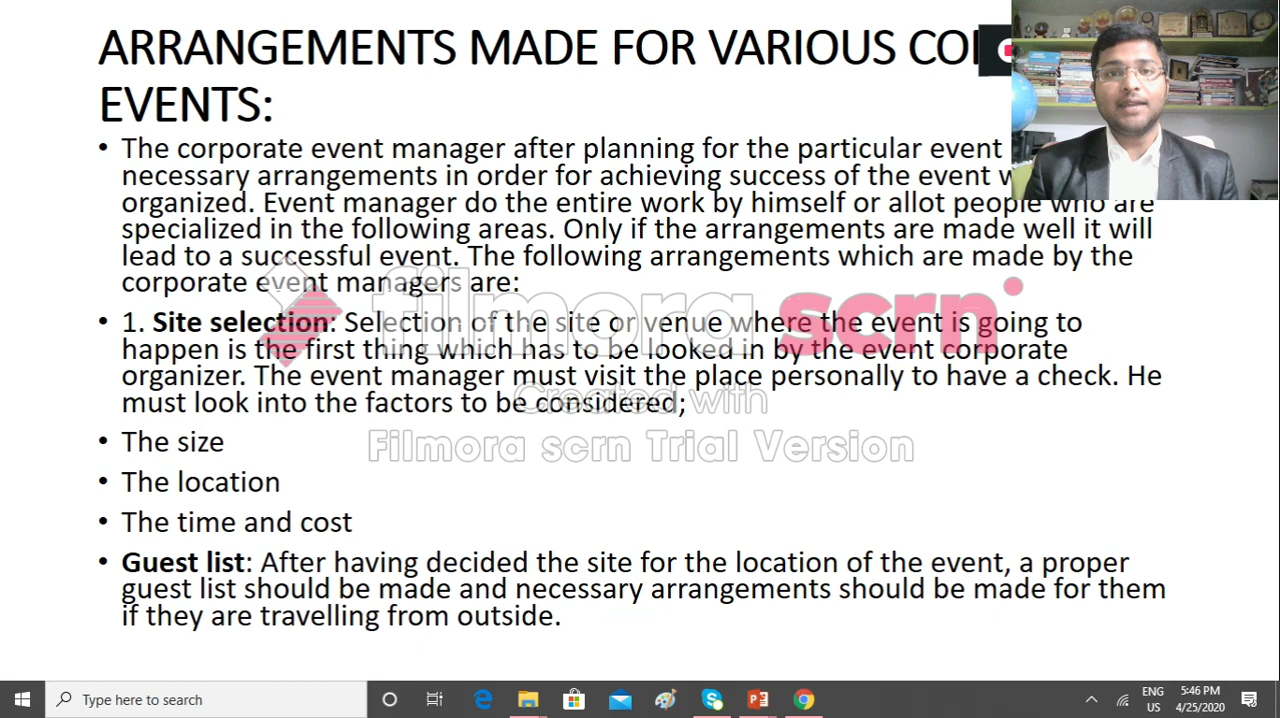 ARRANGEMENTS MADE FOR VARIOUS
EVENTS:
• The corporate event manager after planning for the particular event
necessary arrangements in order for achieving success of the event
organized. Event manager do the entire work by himself or allot people who are
specialized in the following areas. Only if the arrangements are made well it will
lead to a successful event. The following arrangements which are made by the
corporate event managers are:
• 1. Site selection: Selection of the site or venue where the event is going to
happen is the first thing which has to be looked in by the event corporate
organizer. The event manager must visit the place personally to have a check. He
must look into the factors to be considered;
• The size
• The location
• The time and cost
• Guest list: After having decided the site for the location of the event, a proper
guest list should be made and necessary arrangements should be made for them
if they are travelling from outside.
filmora scrn
Created with
Filmora scrn Trial Version
Type here to search
ENG
US
5:46 PM
4/25/2020